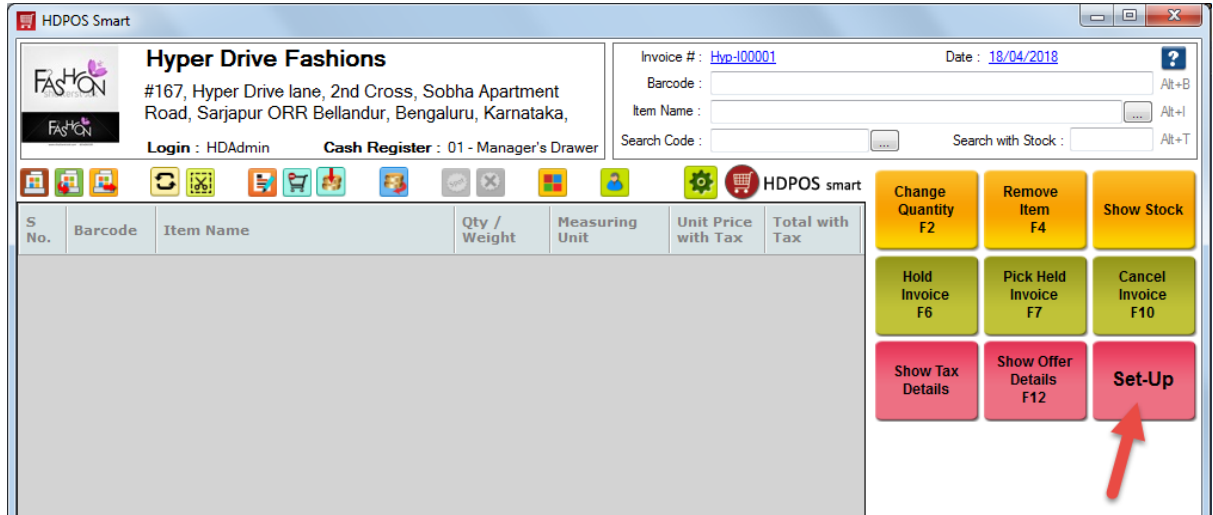 HDPOS Smart
FASHION
FASHION
Hyper Drive Fashions
#167, Hyper Drive lane, 2nd Cross, Sobha Apartment
Road, Sarjapur ORR Bellandur, Bengaluru, Karnataka,
Login : HDAdmin Cash Register : 01 - Manager's Drawer
Invoice # : Hyp-I00001 Date : 18/04/2018 ?
Barcode : Alt+B
Item Name : ... Alt+I
Search Code : ... Search with Stock : Alt+T
HDPOS smart
S No. Barcode Item Name Qty / Weight Measuring Unit Unit Price with Tax Total with Tax
Change
Quantity
F2
Remove
Item
F4
Show Stock
Hold
Invoice
F6
Pick Held
Invoice
F7
Cancel
Invoice
F10
Show Tax
Details
Show Offer
Details
F12
Set-Up